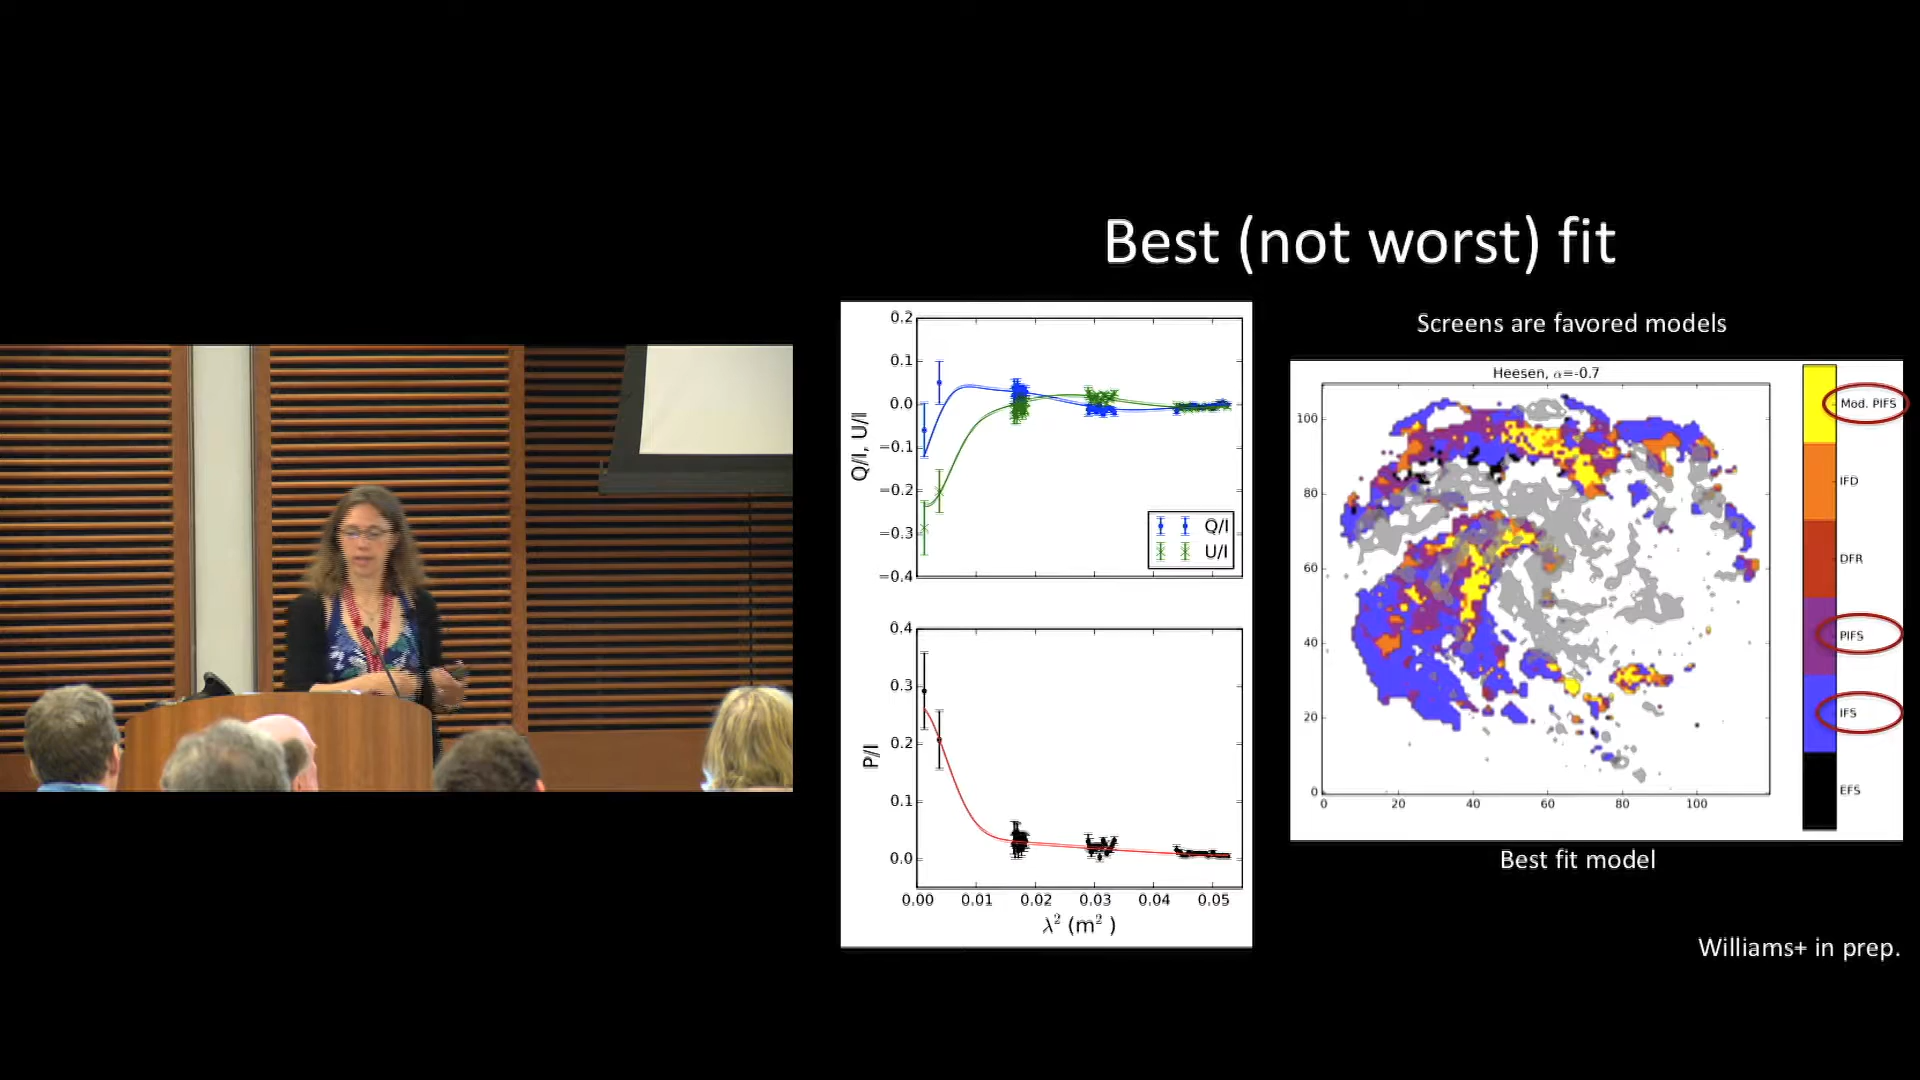 Best (not worst) fit
Screens are favored models
0.2
0.1
0.0
−0.1
−0.2
−0.3
−0.4
Q/I, U/I
Q/I
U/I
0.4
0.3
0.2
0.1
0.0
P/I
0.00 0.01 0.02 0.03 0.04 0.05
λ² (m² )
Heesen, α=-0.7
100
80
60
40
20
0
0 20 40 60 80 100
Mod. PIFS
IFD
DFR
PIFS
IFS
EFS
Best fit model
Williams+ in prep.